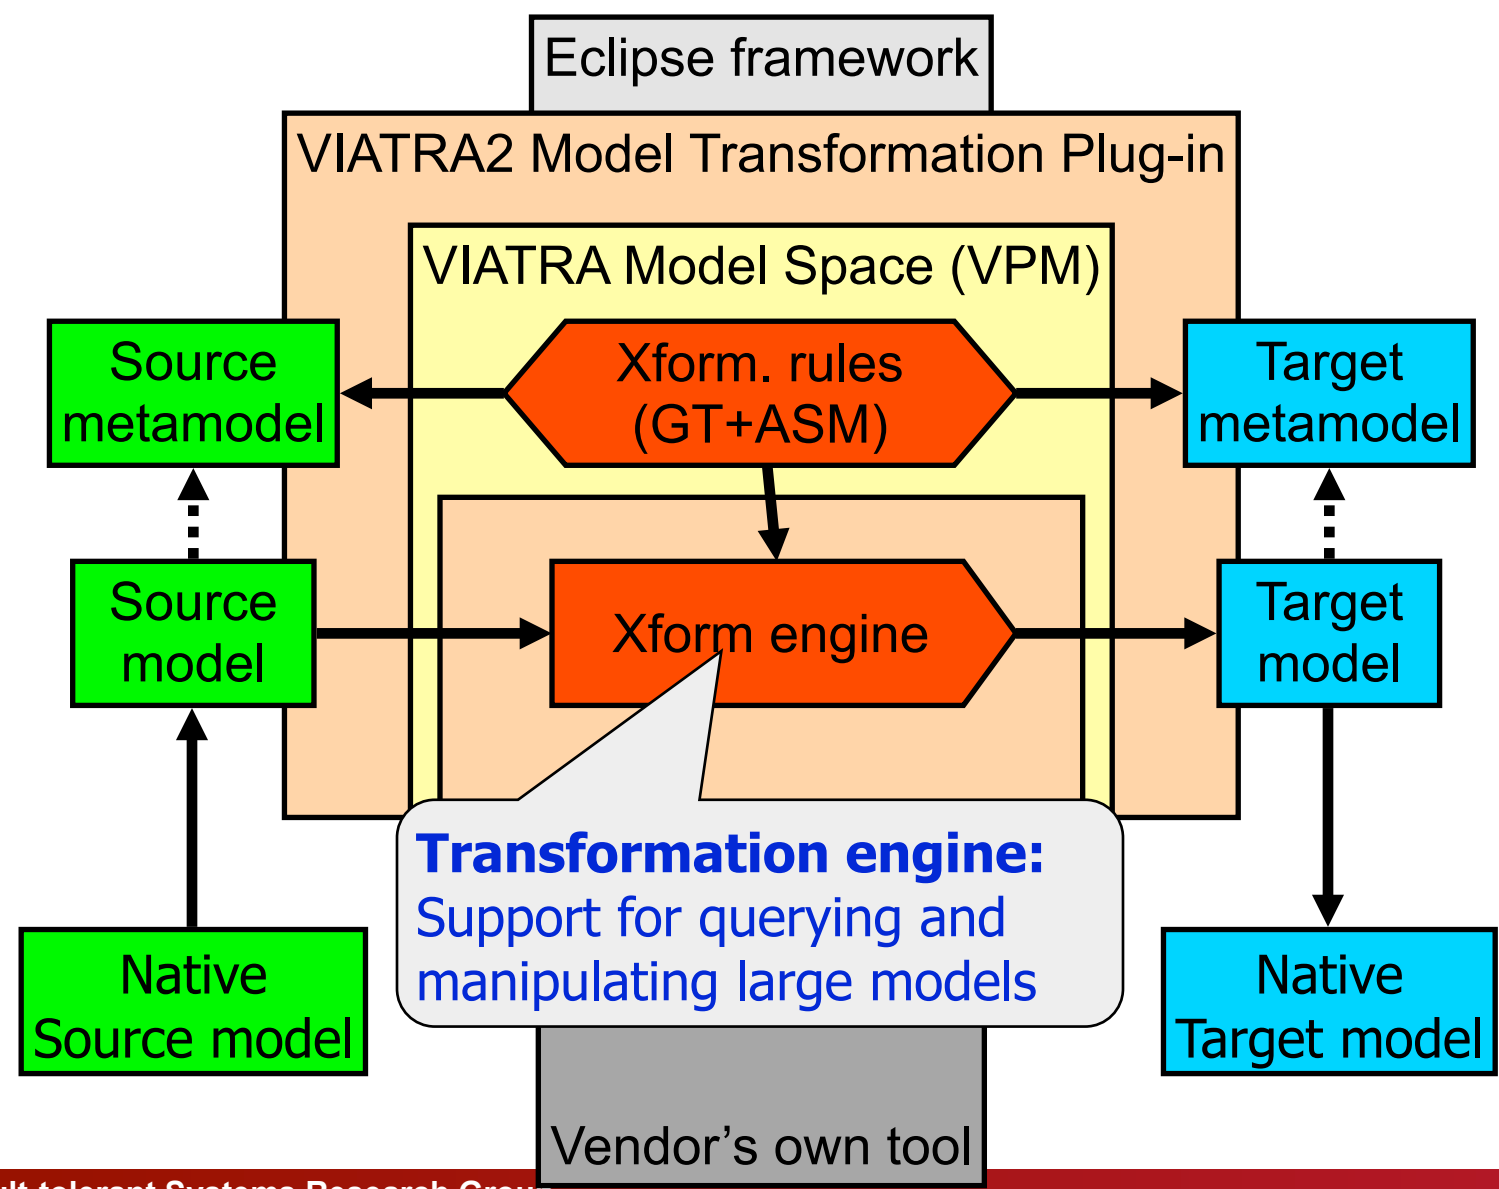 Eclipse framework
VIATRA2 Model Transformation Plug-in
VIATRA Model Space (VPM)
Source
metamodel
Xform. rules
(GT+ASM)
Target
metamodel
Source
model
Xform engine
Target
model
Transformation engine:
Support for querying and
manipulating large models
Native
Source model
Native
Target model
Vendor’s own tool
Systems Research